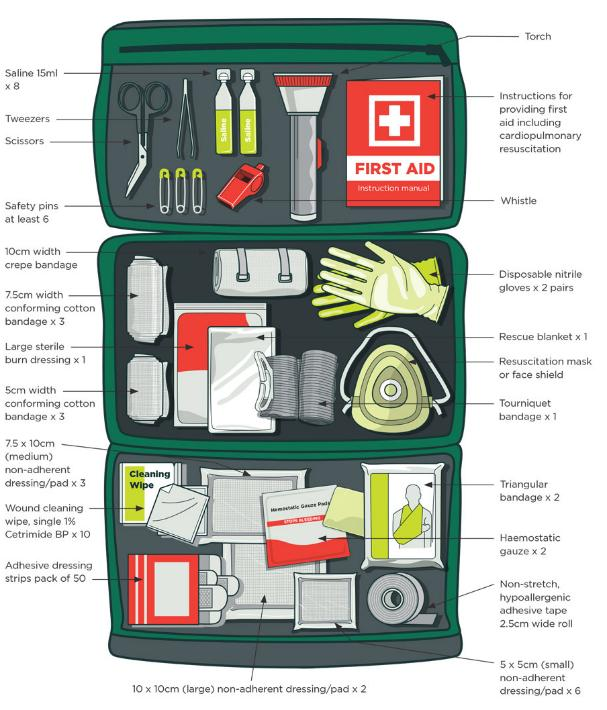 Torch
Saline 15ml
x 8
Tweezers
Scissors
Safety pins
at least 6
Saline
Saline
FIRST AID
Instruction manual
Instructions for
providing first
aid including
cardiopulmonary
resuscitation
Whistle
10cm width
crepe bandage
7.5cm width
conforming cotton
bandage x 3
Large sterile
burn dressing x 1
5cm width
conforming cotton
bandage x 3
Disposable nitrile
gloves x 2 pairs
Rescue blanket x 1
Resuscitation mask
or face shield
Tourniquet
bandage x 1
7.5 x 10cm
(medium)
non-adherent
dressing/pad x 3
Wound cleaning
wipe, single 1%
Cetrimide BP x 10
Adhesive dressing
strips pack of 50
Cleaning
Wipe
Hemostatic Gauze Pads
STOPS BLEEDING
Triangular
bandage x 2
Haemostatic
gauze x 2
Non-stretch,
hypoallergenic
adhesive tape
2.5cm wide roll
5 x 5cm (small)
non-adherent
dressing/pad x 6
10 x 10cm (large) non-adherent dressing/pad x 2